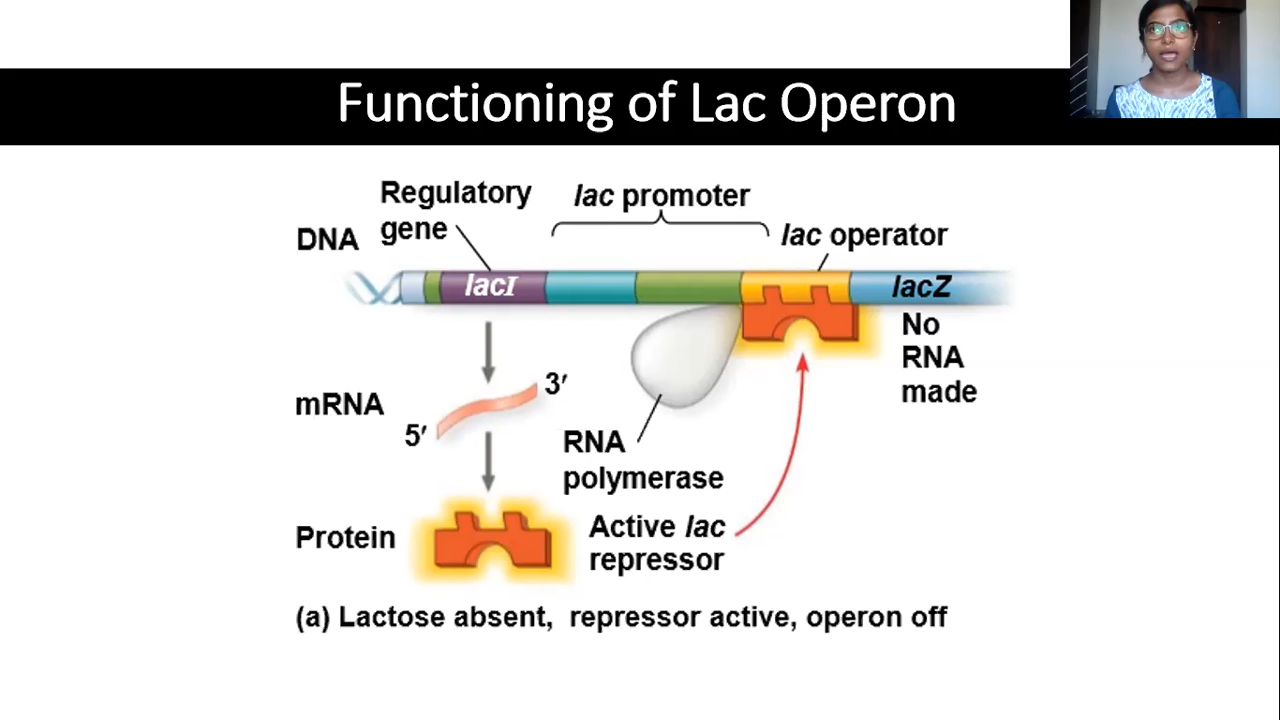 Functioning of Lac Operon
Regulatory
gene
lac promoter
DNA
lac operator
lacI
lacZ
No
RNA
made
mRNA
3′
5′
RNA
polymerase
Protein
Active lac
repressor
(a) Lactose absent, repressor active, operon off